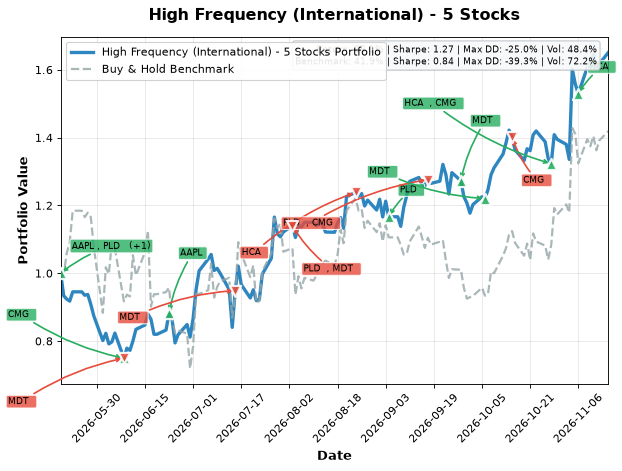 High Frequency (International) - 5 Stocks
High Frequency (International) - 5 Stocks Portfolio
Buy & Hold Benchmark
| Sharpe: 1.27 | Max DD: -25.0% | Vol: 48.4%
Benchmark: 41.9% | Sharpe: 0.84 | Max DD: -39.3% | Vol: 72.2%
Portfolio Value
1.6
1.4
1.2
1.0
0.8
HCA , CMG
MDT
MDT
PLD
CMG
, CMG
HCA
PLD , MDT
AAPL , PLD (+1)
AAPL
CMG
MDT
MDT
2026-05-30
2026-06-15
2026-07-01
2026-07-17
2026-08-02
2026-08-18
2026-09-03
2026-09-19
2026-10-05
2026-10-21
2026-11-06
Date